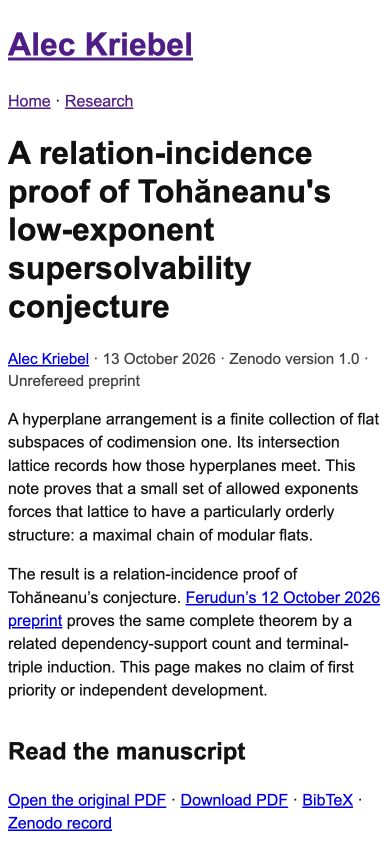 Alec Kriebel
Home · Research
A relation-incidence
proof of Tohăneanu's
low-exponent
supersolvability
conjecture
Alec Kriebel · 13 October 2026 · Zenodo version 1.0 ·
Unrefereed preprint
A hyperplane arrangement is a finite collection of flat
subspaces of codimension one. Its intersection
lattice records how those hyperplanes meet. This
note proves that a small set of allowed exponents
forces that lattice to have a particularly orderly
structure: a maximal chain of modular flats.
The result is a relation-incidence proof of
Tohăneanu’s conjecture. Ferudun’s 12 October 2026
preprint proves the same complete theorem by a
related dependency-support count and terminal-
triple induction. This page makes no claim of first
priority or independent development.
Read the manuscript
Open the original PDF · Download PDF · BibTeX ·
Zenodo record